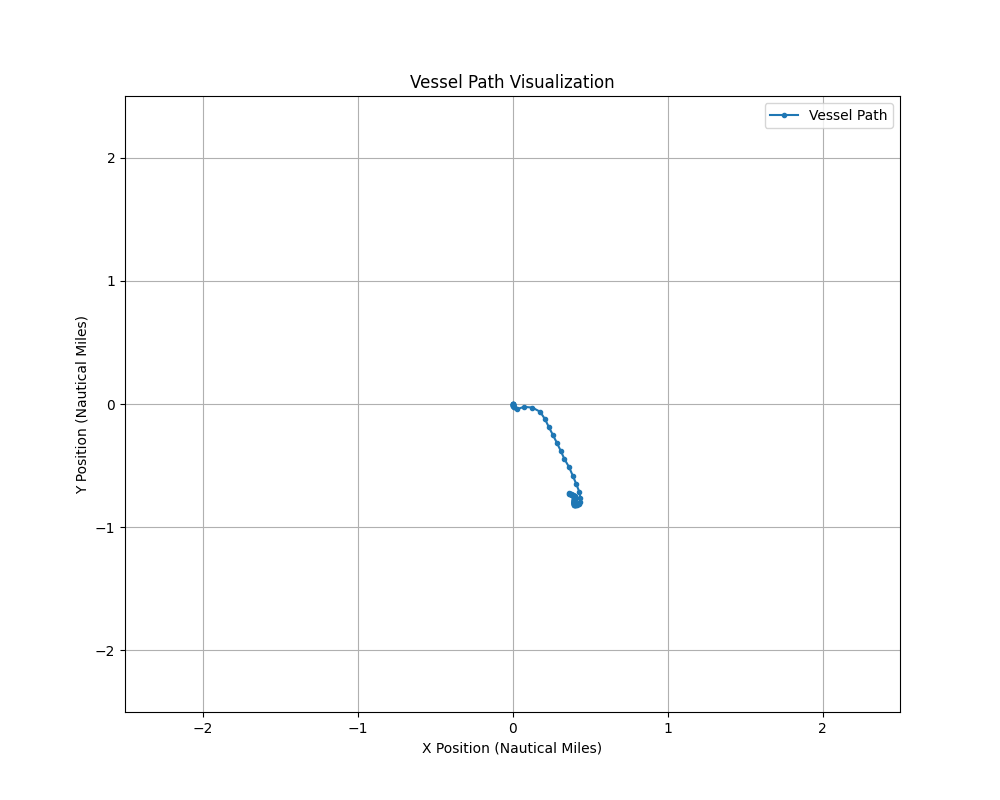 Vessel Path Visualization
Vessel Path
2
1
0
−1
−2
Y Position (Nautical Miles)
−2
−1
0
1
2
X Position (Nautical Miles)